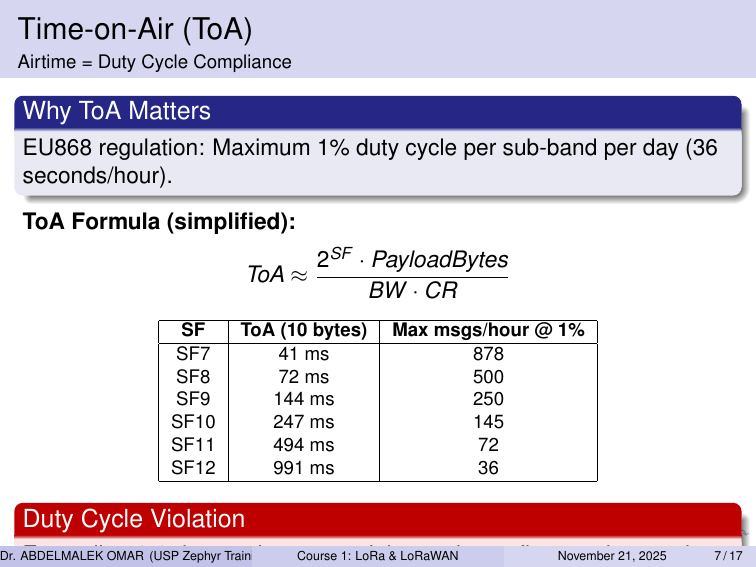 Time-on-Air (ToA)
Airtime = Duty Cycle Compliance
Why ToA Matters
EU868 regulation: Maximum 1% duty cycle per sub-band per day (36
seconds/hour).
ToA Formula (simplified):
ToA ≈ 2^SF · PayloadBytes / BW · CR
SF ToA (10 bytes) Max msgs/hour @ 1%
SF7 41 ms 878
SF8 72 ms 500
SF9 144 ms 250
SF10 247 ms 145
SF11 494 ms 72
SF12 991 ms 36
Duty Cycle Violation
Dr. ABDELMALEK OMAR (USP Zephyr Train Course 1: LoRa & LoRaWAN November 21, 2025 7 / 17